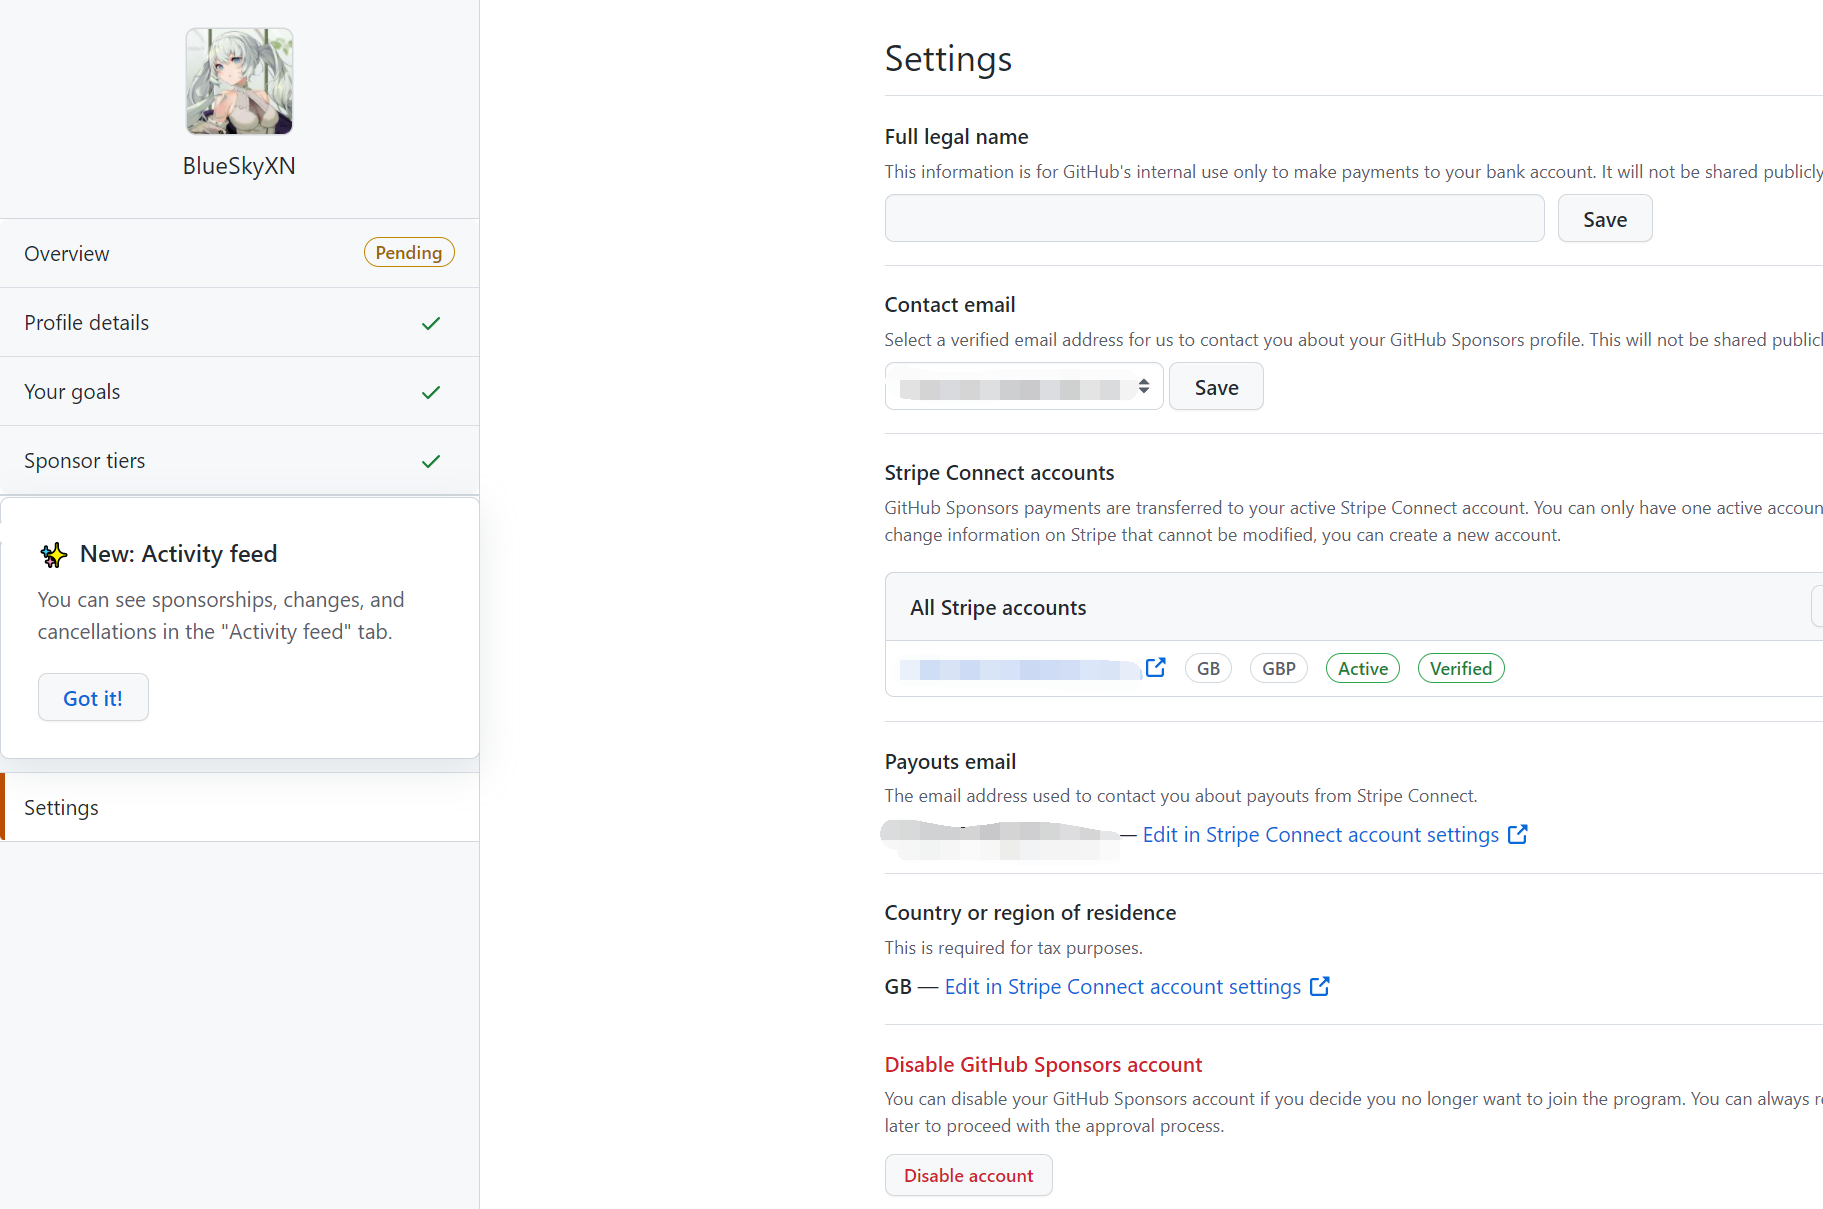 BlueSkyXN
Overview
Pending
Profile details
Your goals
Sponsor tiers
New: Activity feed
You can see sponsorships, changes, and
cancellations in the "Activity feed" tab.
Got it!
Settings
Settings
Full legal name
This information is for GitHub's internal use only to make payments to your bank account. It will not be shared publicly
Save
Contact email
Select a verified email address for us to contact you about your GitHub Sponsors profile. This will not be shared
Save
Stripe Connect accounts
GitHub Sponsors payments are transferred to your active Stripe Connect account. You can only have one active
change information on Stripe that cannot be modified, you can create a new account.
All Stripe accounts
GB
GBP
Active
Verified
Payouts email
The email address used to contact you about payouts from Stripe Connect.
— Edit in Stripe Connect account settings
Country or region of residence
This is required for tax purposes.
GB — Edit in Stripe Connect account settings
Disable GitHub Sponsors account
You can disable your GitHub Sponsors account if you decide you no longer want to join the program. You can always
later to proceed with the approval process.
Disable account